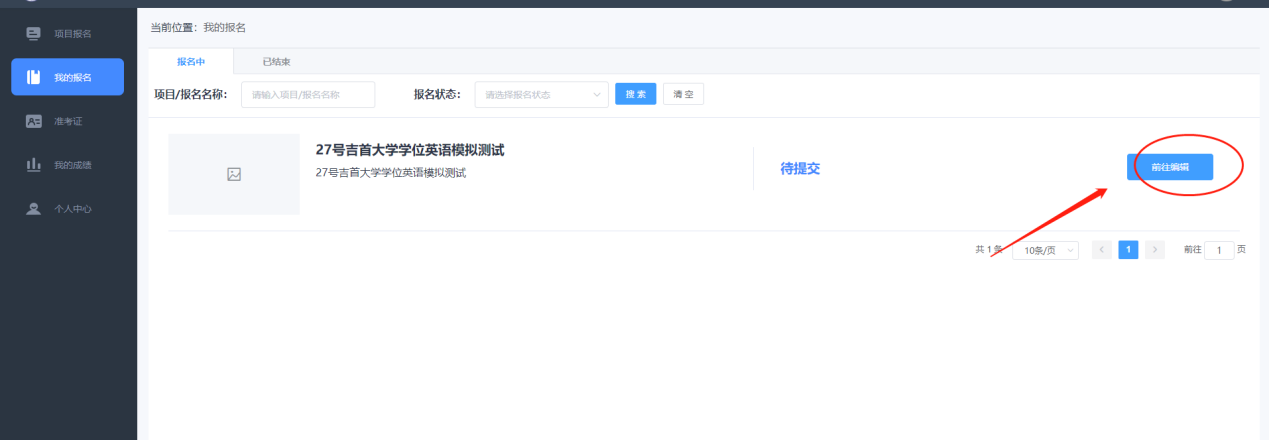 项目报名
我的报名
准考证
我的成绩
个人中心
当前位置：我的报名
报名中 已结束
项目/报名名称： 请输入项目/报名名称 报名状态： 请选择报名状态 搜索 清空
27号吉首大学学位英语模拟测试
27号吉首大学学位英语模拟测试
待提交
前往编辑
共 1 条 10条/页 1 前往 1 页